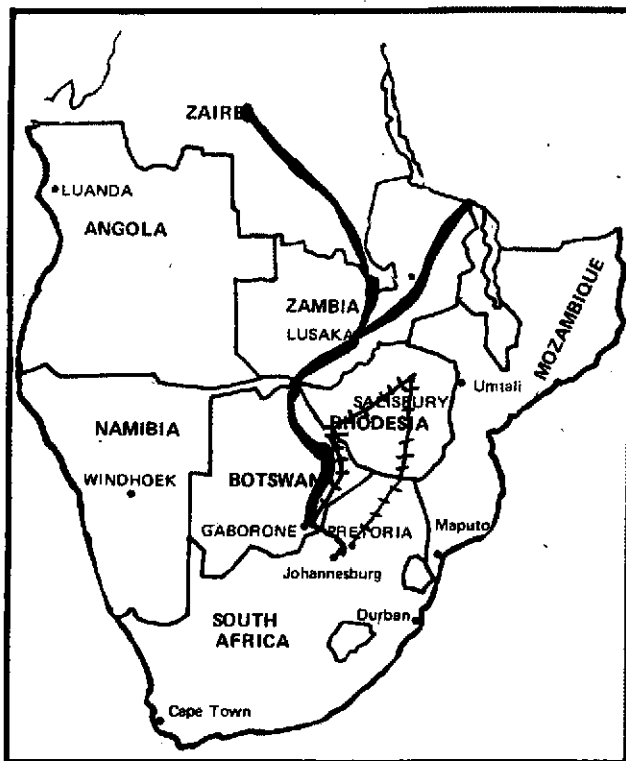 ZAIRE
LUANDA
ANGOLA
ZAMBIA
LUSAKA
MOZAMBIQUE
Umtali
SALISBURY
RHODESIA
NAMIBIA
WINDHOEK
BOTSWAN
GABORONE
PRETORIA
Maputo
Johannesburg
SOUTH
AFRICA
Durban
Cape Town